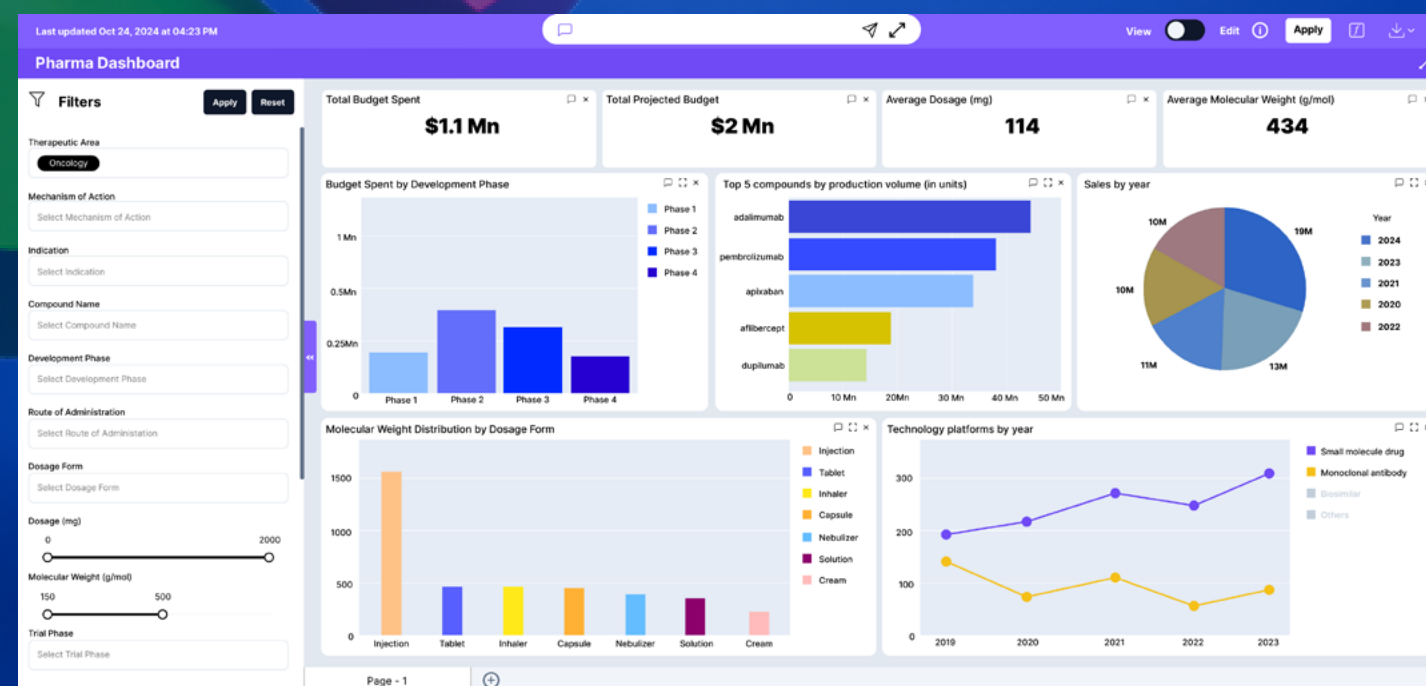 Last updated Oct 24, 2024 at 04:23 PM
View Edit Apply
Pharma Dashboard
Filters Apply Reset
Therapeutic Area
Oncology
Mechanism of Action
Select Mechanism of Action
Indication
Select Indication
Compound Name
Select Compound Name
Development Phase
Select Development Phase
Route of Administration
Select Route of Administation
Dosage Form
Select Dosage Form
Dosage (mg)
0 2000
Molecular Weight (g/mol)
150 500
Trial Phase
Select Trial Phase
Total Budget Spent
$1.1 Mn
Total Projected Budget
$2 Mn
Average Dosage (mg)
114
Average Molecular Weight (g/mol)
434
Budget Spent by Development Phase
1 Mn
0.5Mn
0.25Mn
0
Phase 1 Phase 2 Phase 3 Phase 4
Phase 1
Phase 2
Phase 3
Phase 4
Top 5 compounds by production volume (in units)
adalimumab
pembrolizumab
apixaban
aflibercept
dupilumab
0 10 Mn 20Mn 30 Mn 40 Mn 50 Mn
Sales by year
10M
19M
10M
11M
13M
Year
2024
2023
2021
2020
2022
Molecular Weight Distribution by Dosage Form
1500
1000
500
0
Injection Tablet Inhaler Capsule Nebulizer Solution Cream
Injection
Tablet
Inhaler
Capsule
Nebulizer
Solution
Cream
Technology platforms by year
300
200
100
0
2019 2020 2021 2022 2023
Small molecule drug
Monoclonal antibody
Biosimilar
Others
Page - 1